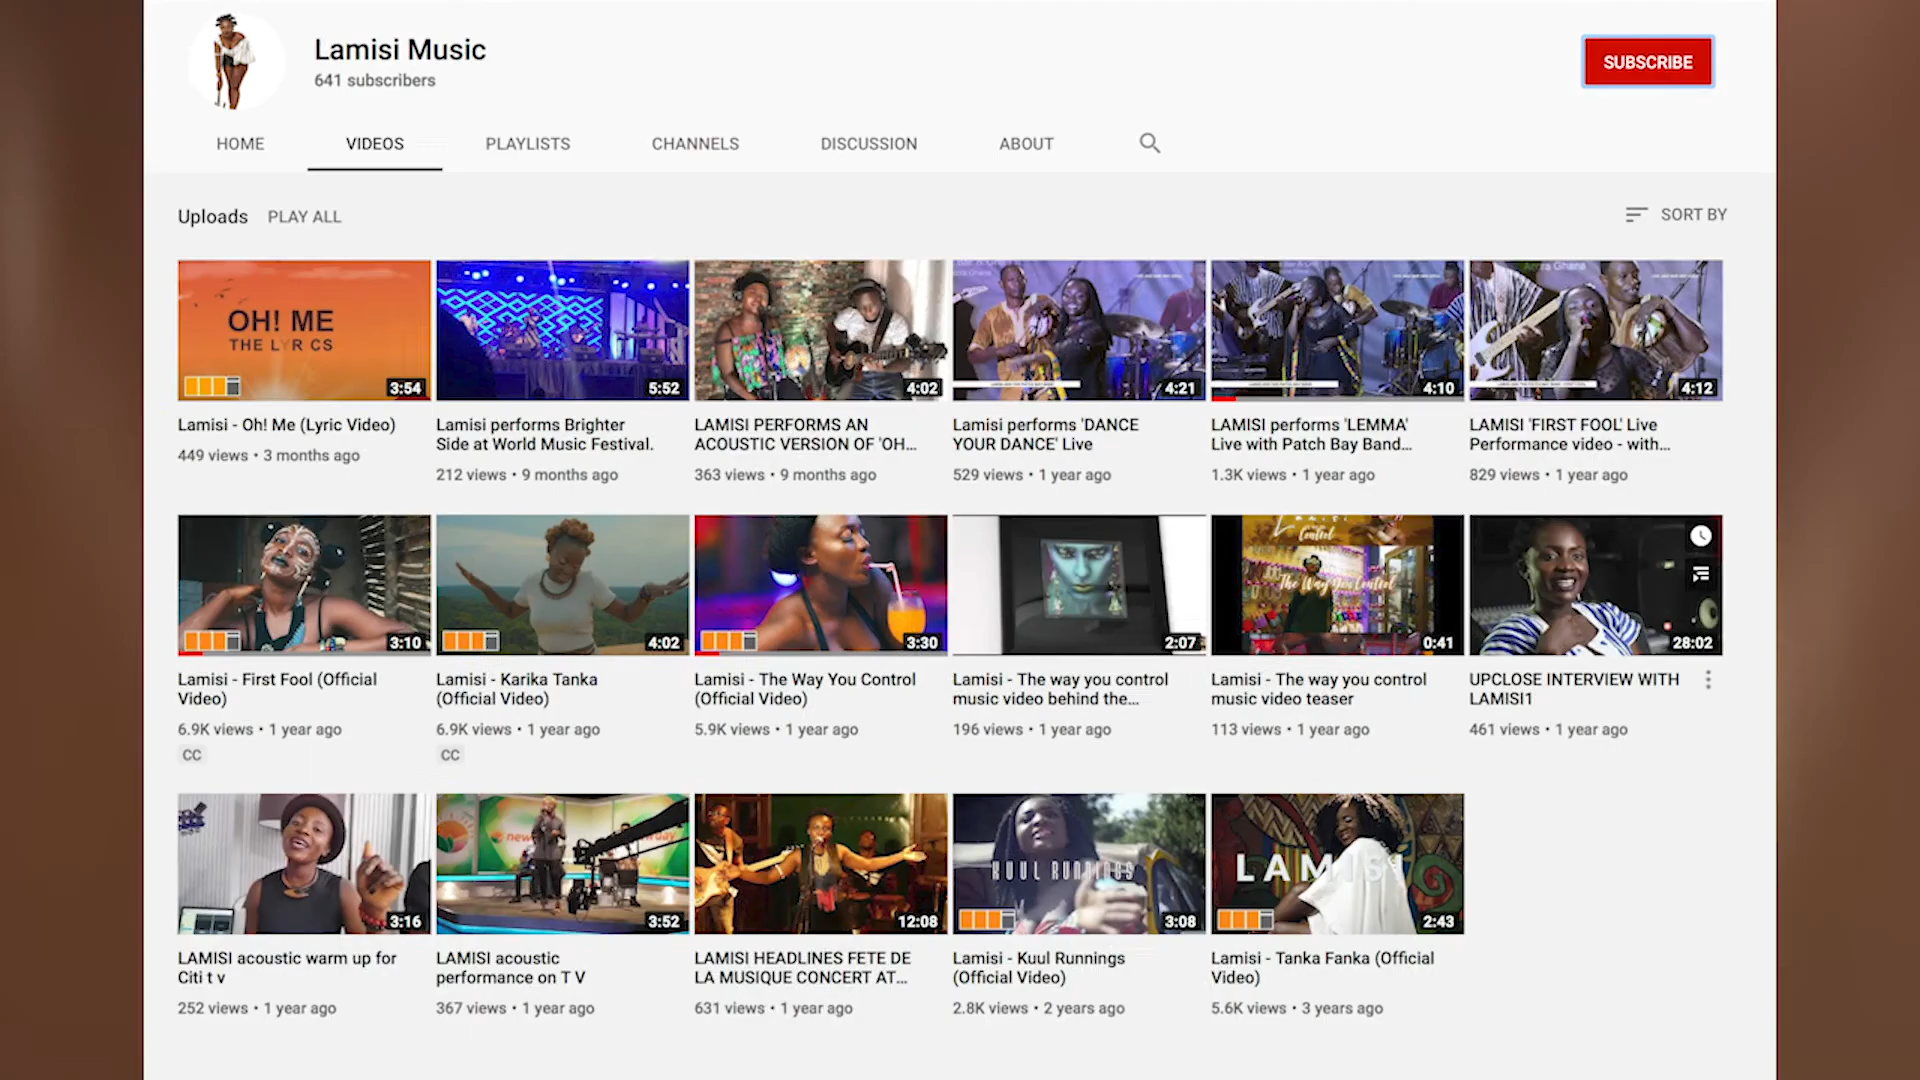 Lamisi Music
641 subscribers
SUBSCRIBE
HOME VIDEOS PLAYLISTS CHANNELS DISCUSSION ABOUT
Uploads PLAY ALL
SORT BY
OH! ME
THE LYRCS
3:54
5:52
4:02
4:21
4:10
Accra Ghana
4:12
Lamisi - Oh! Me (Lyric Video)
449 views • 3 months ago
Lamisi performs Brighter
Side at World Music Festival.
212 views • 9 months ago
LAMISI PERFORMS AN
ACOUSTIC VERSION OF 'OH...
363 views • 9 months ago
Lamisi performs 'DANCE
YOUR DANCE' Live
529 views • 1 year ago
LAMISI performs 'LEMMA'
Live with Patch Bay Band...
1.3K views • 1 year ago
LAMISI 'FIRST FOOL' Live
Performance video - with...
829 views • 1 year ago
3:10
4:02
3:30
2:07
Control
The Way You Control
0:41
28:02
Lamisi - First Fool (Official
Video)
6.9K views • 1 year ago
CC
Lamisi - Karika Tanka
(Official Video)
6.9K views • 1 year ago
CC
Lamisi - The Way You Control
(Official Video)
5.9K views • 1 year ago
Lamisi - The way you control
music video behind the...
196 views • 1 year ago
Lamisi - The way you control
music video teaser
113 views • 1 year ago
UPCLOSE INTERVIEW WITH
LAMISI1
461 views • 1 year ago
3:16
3:52
12:08
KUUL RUNNINGS
3:08
LAMISI
2:43
LAMISI acoustic warm up for
Citi t v
252 views • 1 year ago
LAMISI acoustic
performance on T V
367 views • 1 year ago
LAMISI HEADLINES FETE DE
LA MUSIQUE CONCERT AT...
631 views • 1 year ago
Lamisi - Kuul Runnings
(Official Video)
2.8K views • 2 years ago
Lamisi - Tanka Fanka (Official
Video)
5.6K views • 3 years ago